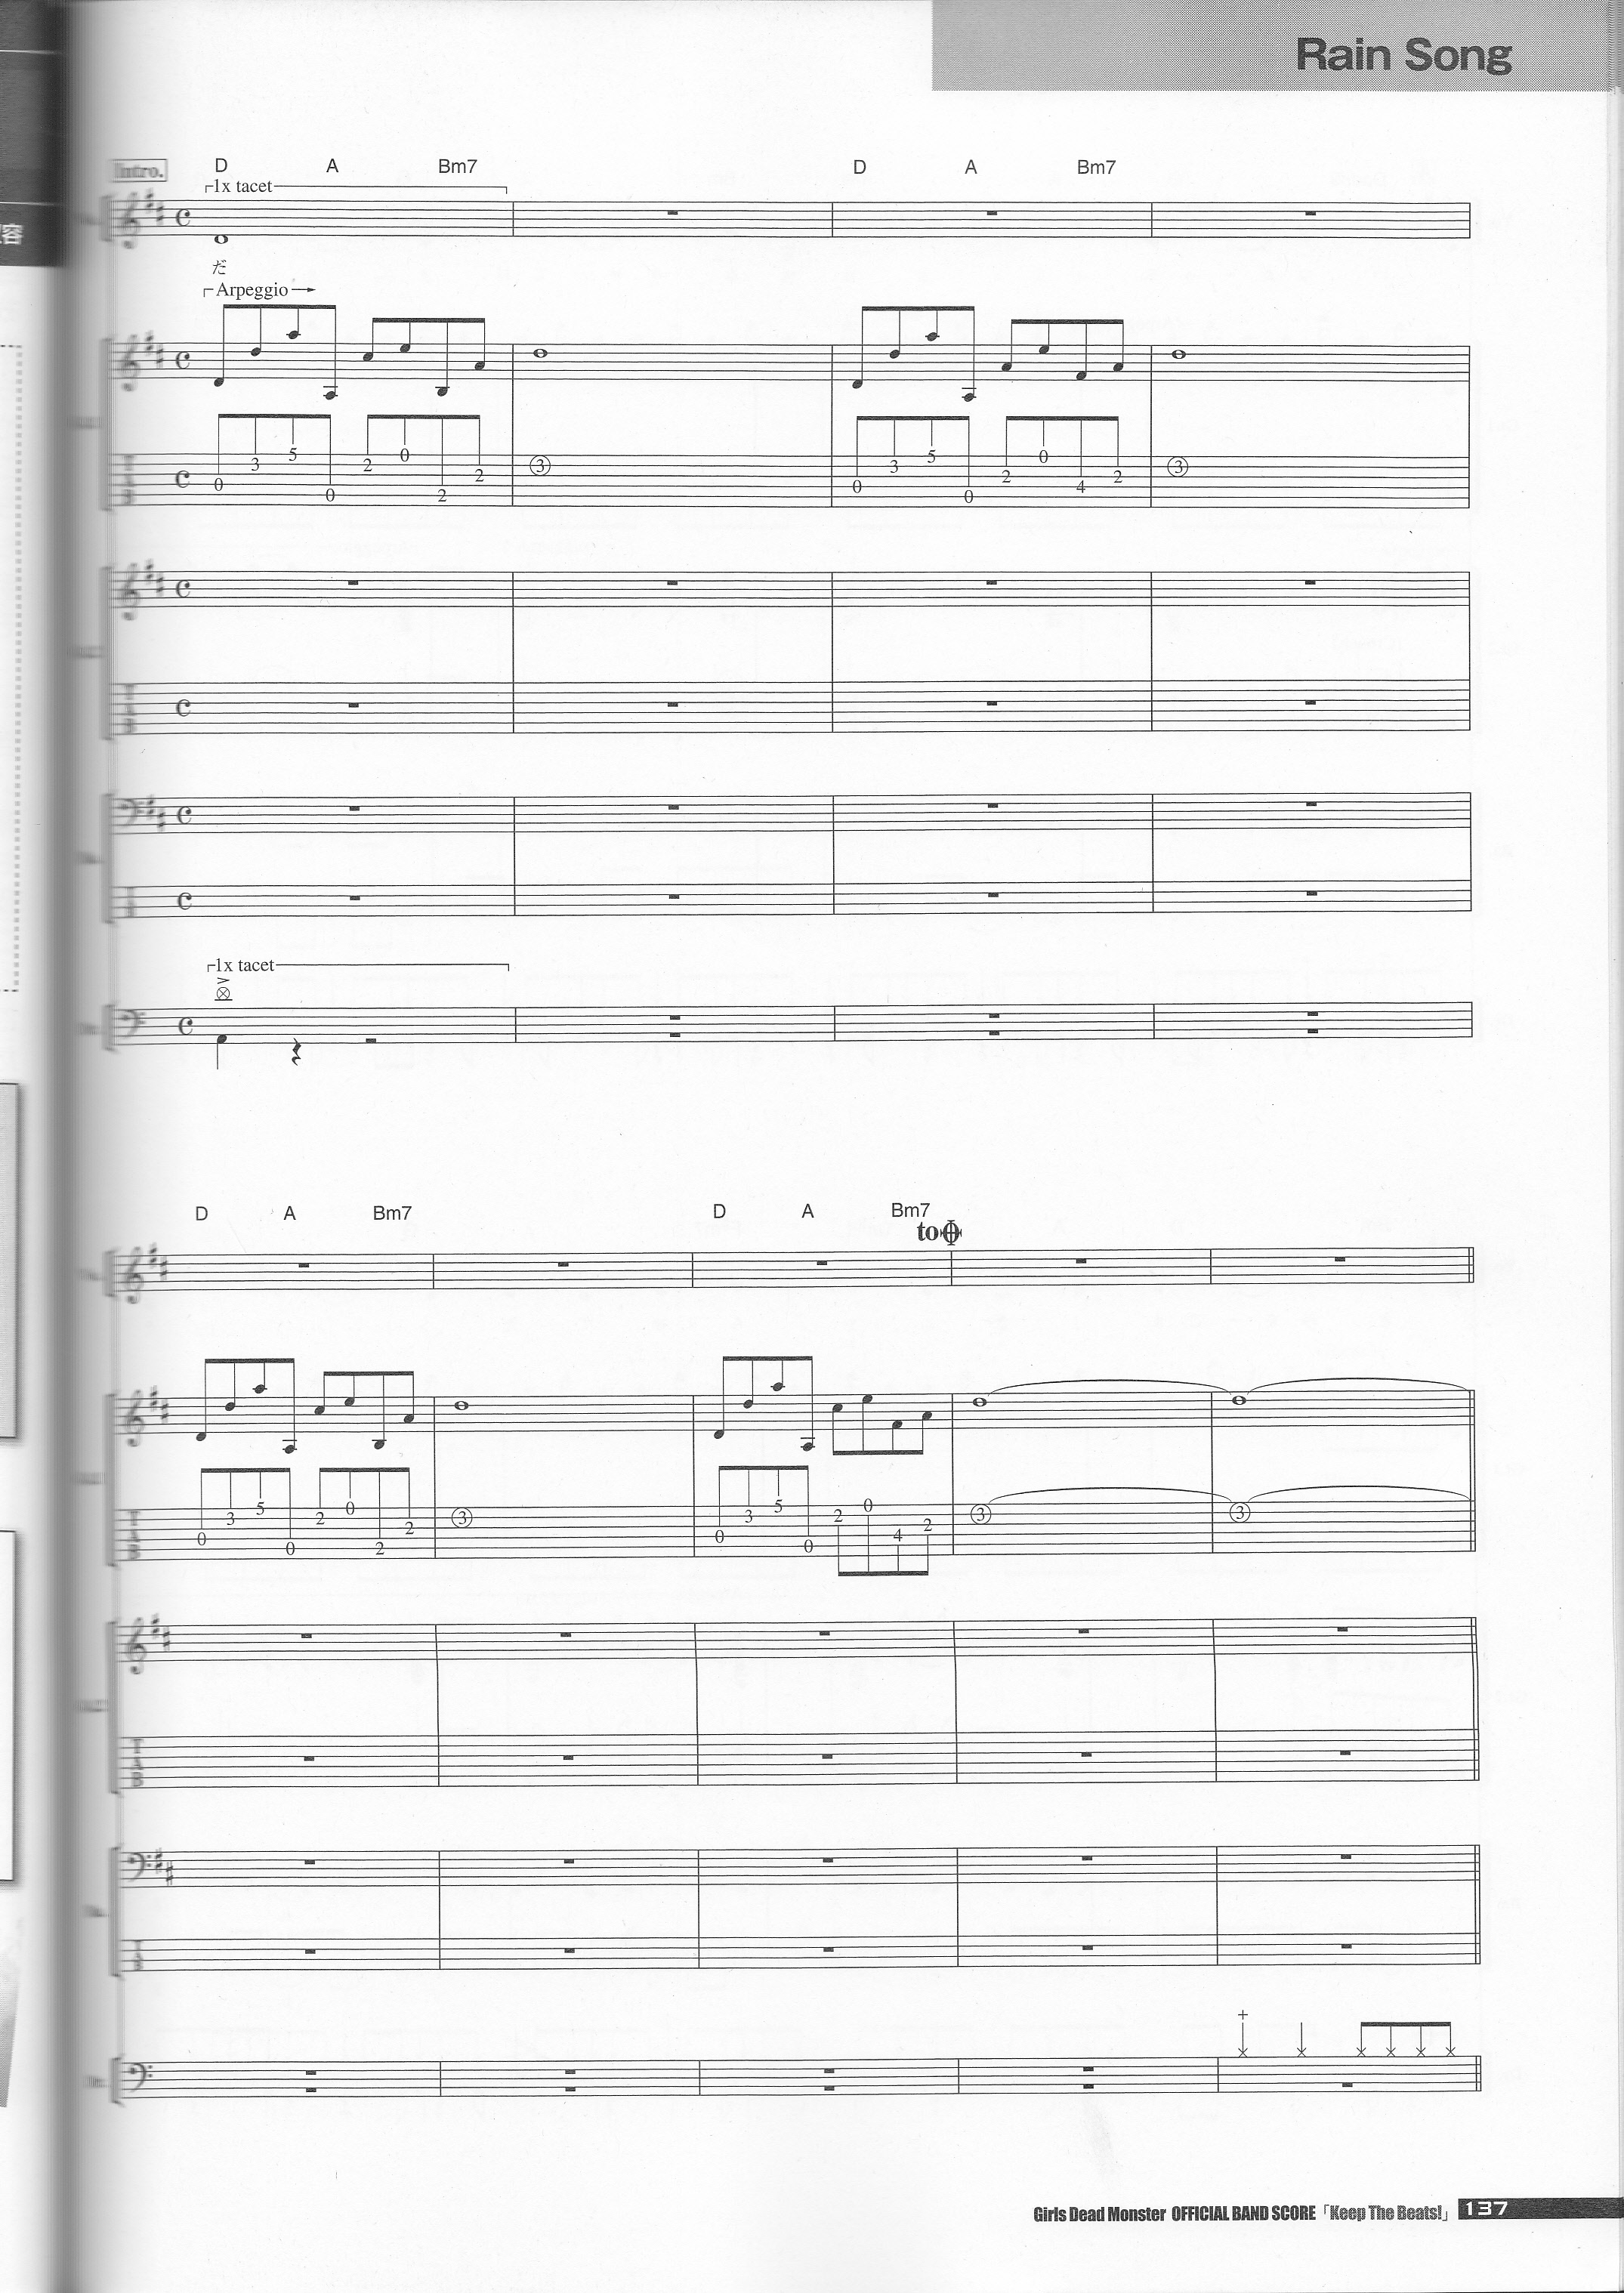 Rain Song
容
Intro.
D A Bm7 D A Bm7
1x tacet
だ
Arpeggio
3 5 2 0 3 3 5 0 3
0 0 2 2 0 0 2 4 2
T
A
B
1x tacet
D A Bm7 D A Bm7
to
3 5 2 0 3 3 5 2 0 3 3
0 0 2 2 0 0 4 2
T
A
B
T
A
B
Girls Dead Monster OFFICIAL BAND SCORE「Keep The Beats!」 137